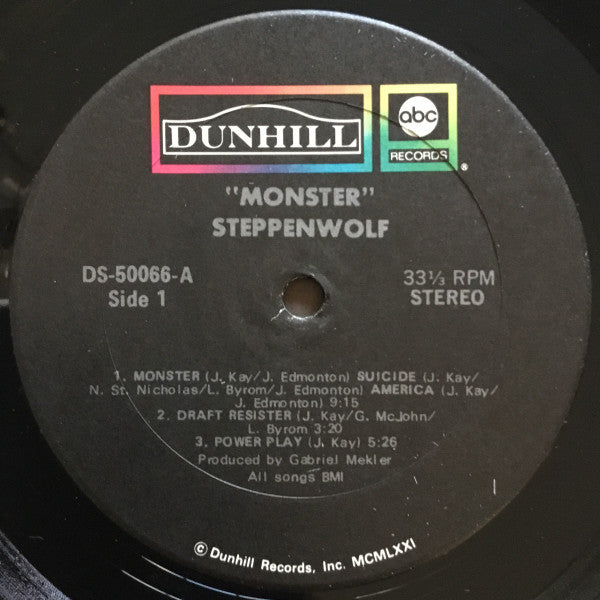 DUNHILL
abc
RECORDS
®
"MONSTER"
STEPPENWOLF
DS-50066-A
Side 1
33⅓ RPM
STEREO
1. MONSTER (J. Kay/J. Edmonton) SUICIDE (J. Kay/
N. St. Nicholas/L. Byrom/J. Edmonton) AMERICA (J. Kay/
J. Edmonton) 9:15
2. DRAFT RESISTER (J. Kay/G. McJohn/
L. Byrom 3:20
3. POWER PLAY (J. Kay) 5:26
Produced by Gabriel Mekler
All songs BMI
© Dunhill Records, Inc. MCMLXXI